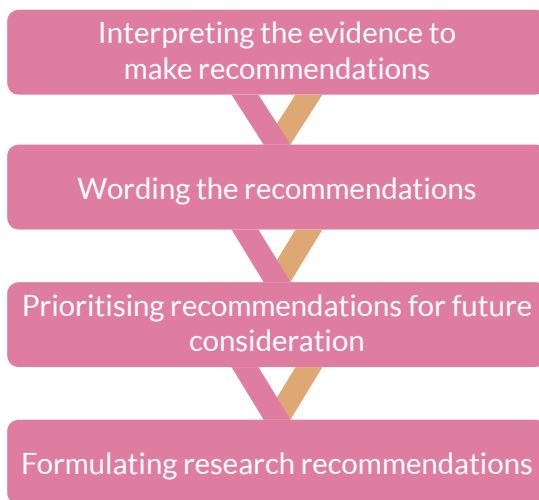 Interpreting the evidence to
make recommendations
Wording the recommendations
Prioritising recommendations for future
consideration
Formulating research recommendations